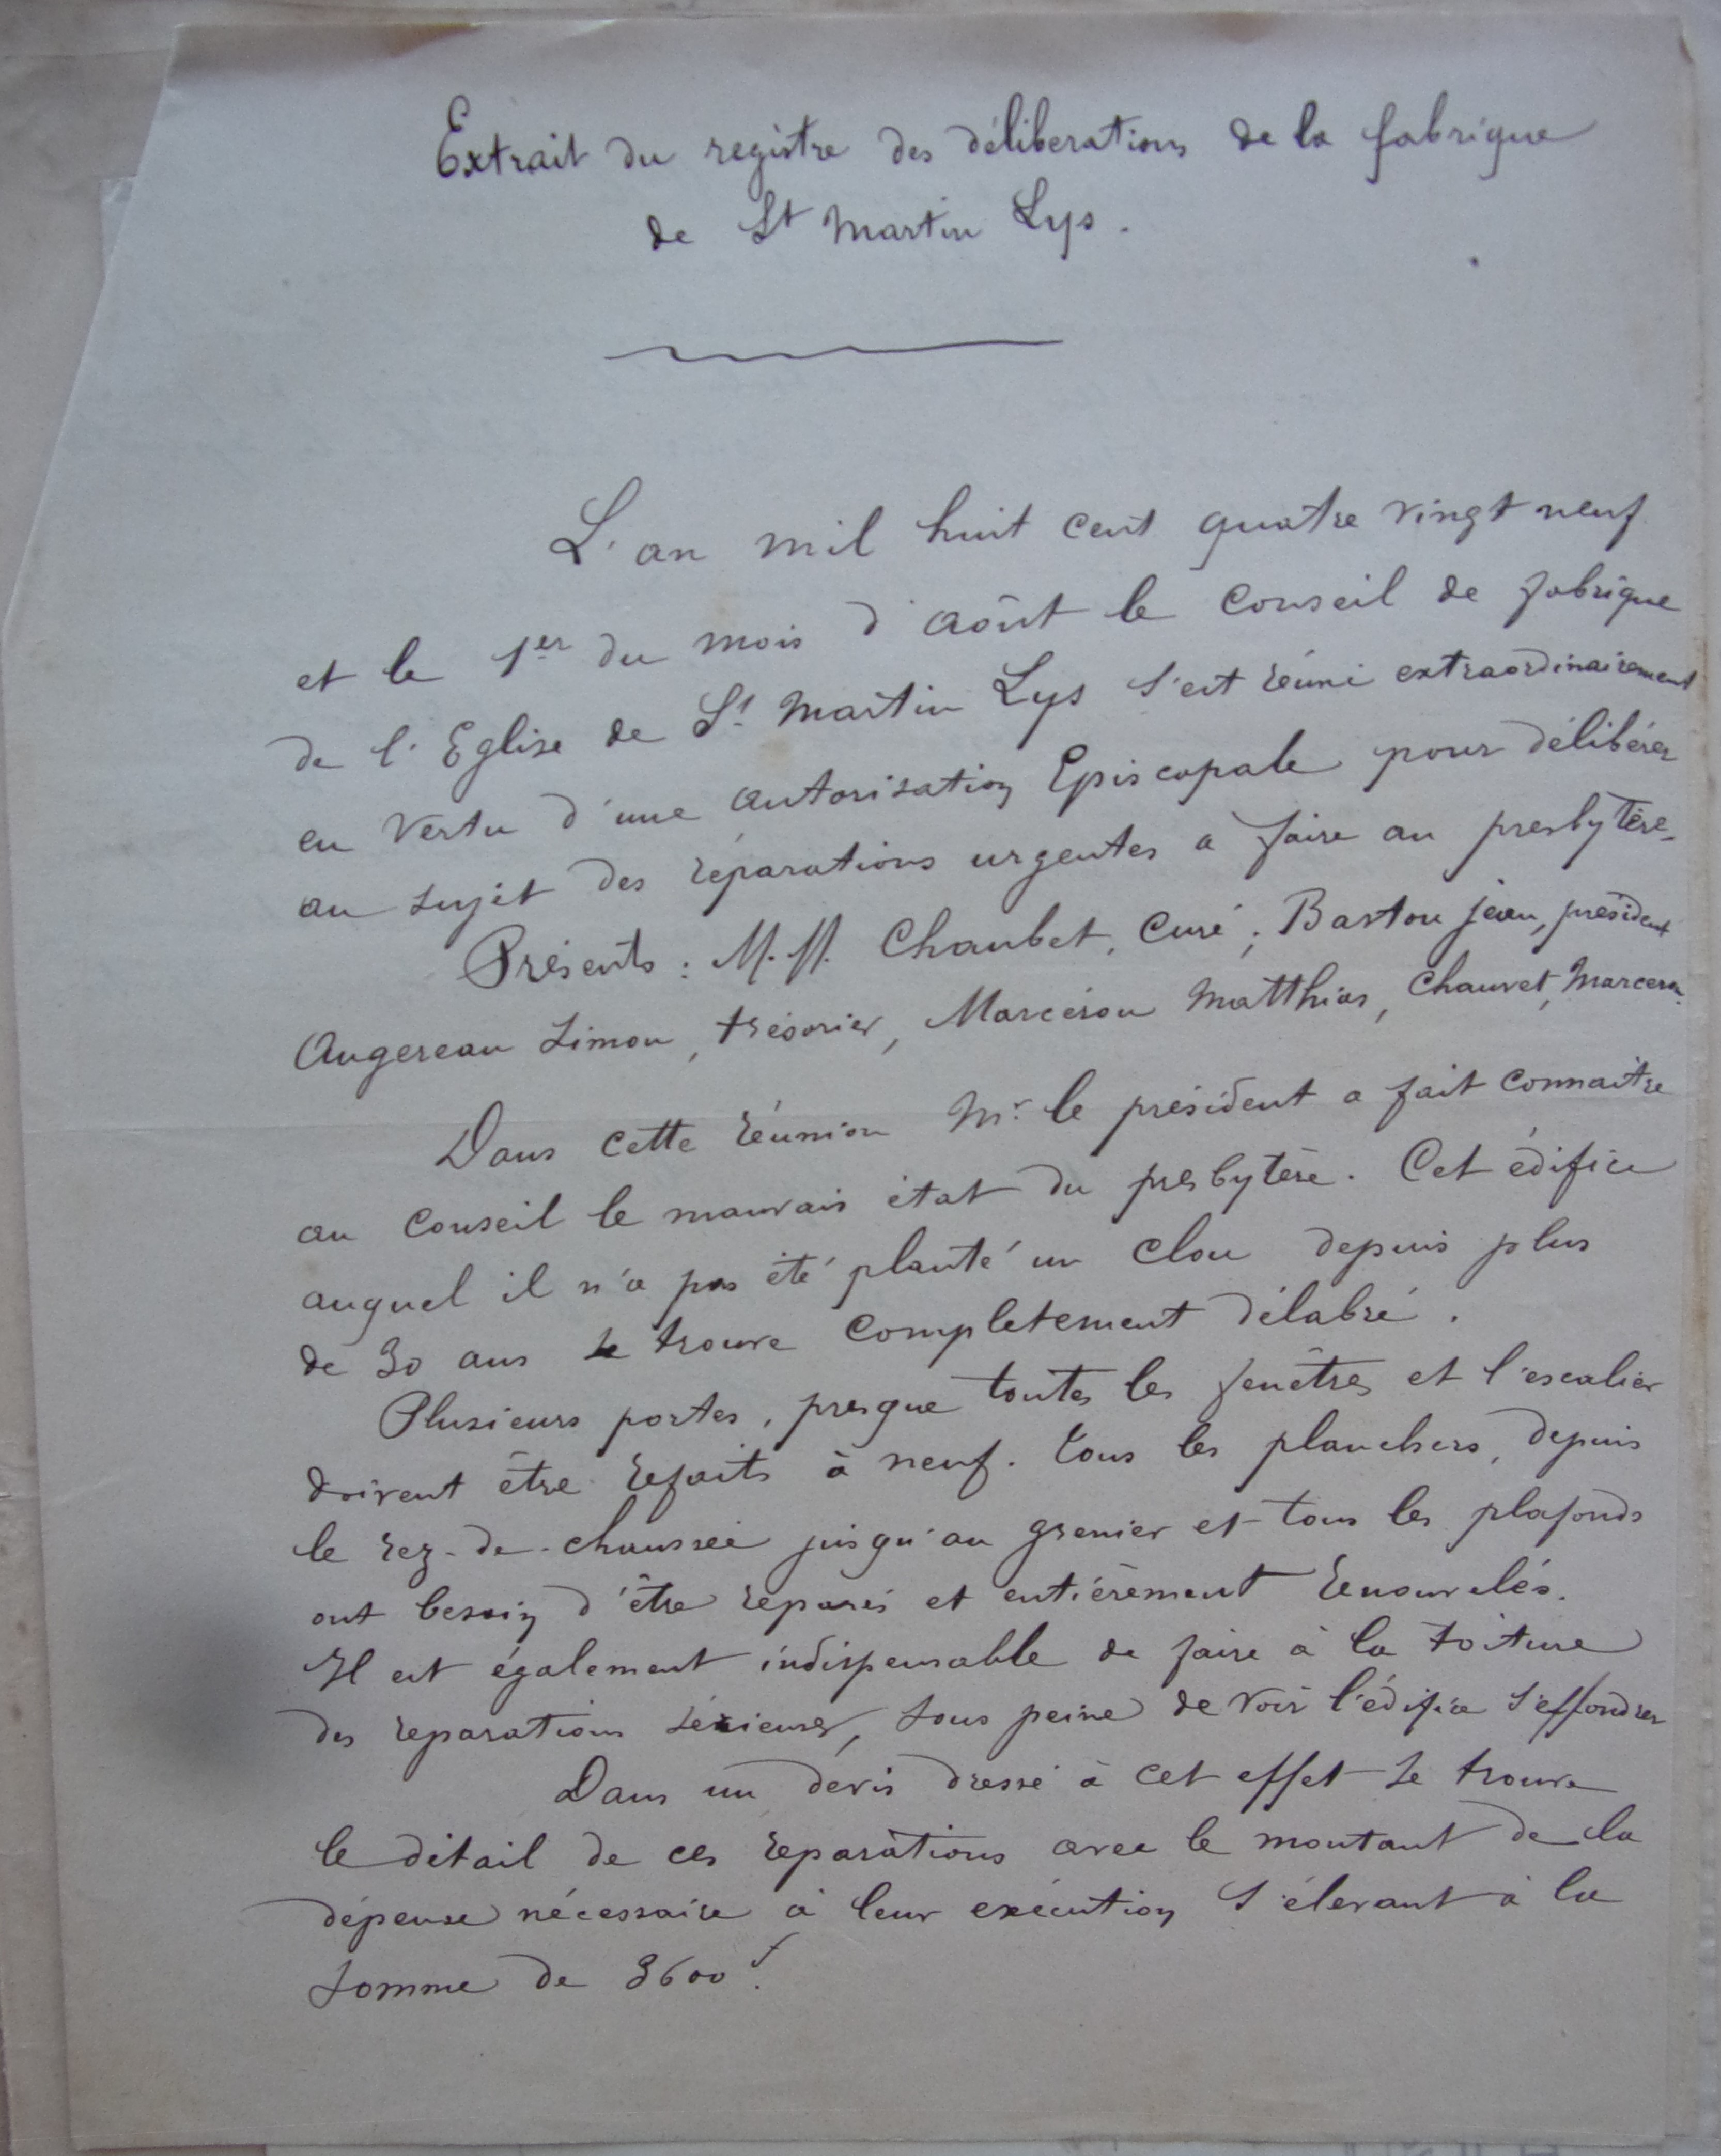 Extrait du registre des déliberations de la fabrique
de St Martin Lys.
L'an mil huit cent quatre vingt neuf
et le 1er du mois d'août le Conseil de fabrique
de l'Eglise de St Martin Lys s'est réuni extraordinairement
en vertu d'une autorisation Episcopale pour délibérer
au sujet des réparations urgentes a faire au presbytère.
Présents : M.M. Chaubet, Curé ; Bastou jean, président
Augereau Simon, trésorier, Marcérou Matthias, Chauvet, Marcerou.
Dans cette réunion Mr. le président a fait connaitre
au Conseil le mauvais état du presbytère. Cet édifice
auquel il n'a pas été planté un clou depuis plus
de 30 ans se trouve completement délabré.
Plusieurs portes, presque toutes les fenêtres et l'escalier
doivent être refaits à neuf. tous les planchers, depuis
le rez-de-chaussée jusqu'au grenier et tous les plafonds
ont besoin d'être réparés et entièrement renouvelés.
Il est également indispensable de faire à la toiture
des reparations sérieuses, sous peine de voir l'édifice s'effondrer
Dans un devis dressé à cet effet se trouve
le détail de ces réparations avec le montant de la
dépense nécessaire à leur exécution s'élevant à la
somme de 3600f.